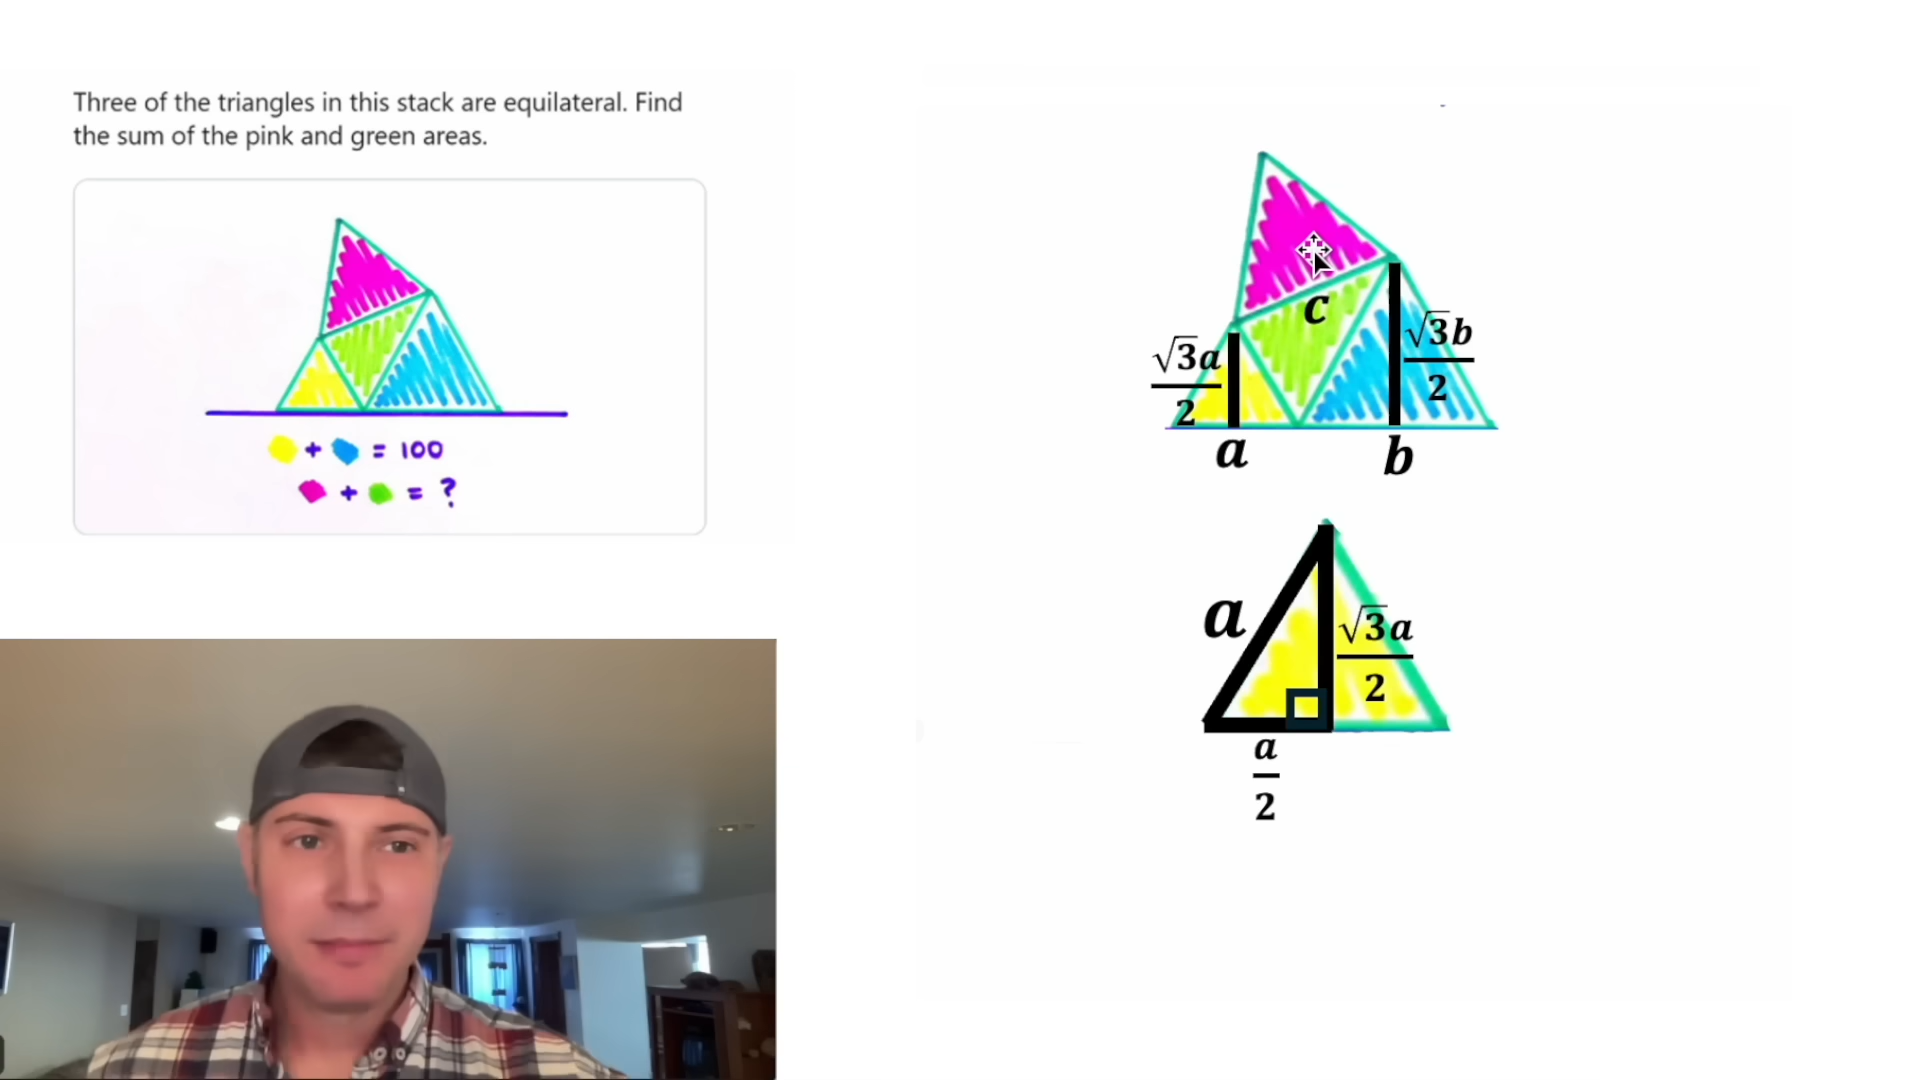 Three of the triangles in this stack are equilateral. Find
the sum of the pink and green areas.
+ = 100
+ = ?
c
√3a
2
√3b
2
a
b
a
√3a
2
a
2